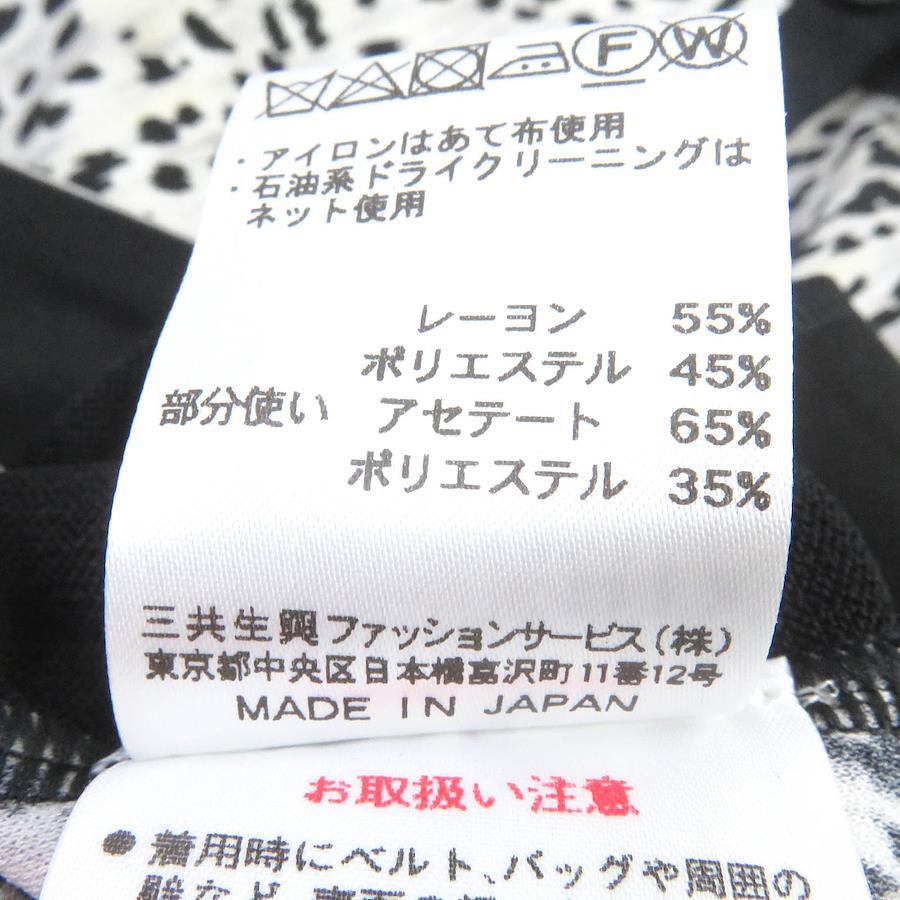 F W
・アイロンはあて布使用
・石油系ドライクリーニングは
ネット使用
レーヨン 55%
ポリエステル 45%
部分使い アセテート 65%
ポリエステル 35%
三共生興ファッションサービス(株)
東京都中央区日本橋富沢町11番12号
MADE IN JAPAN
お取扱い注意
●着用時にベルト、バッグや周囲の